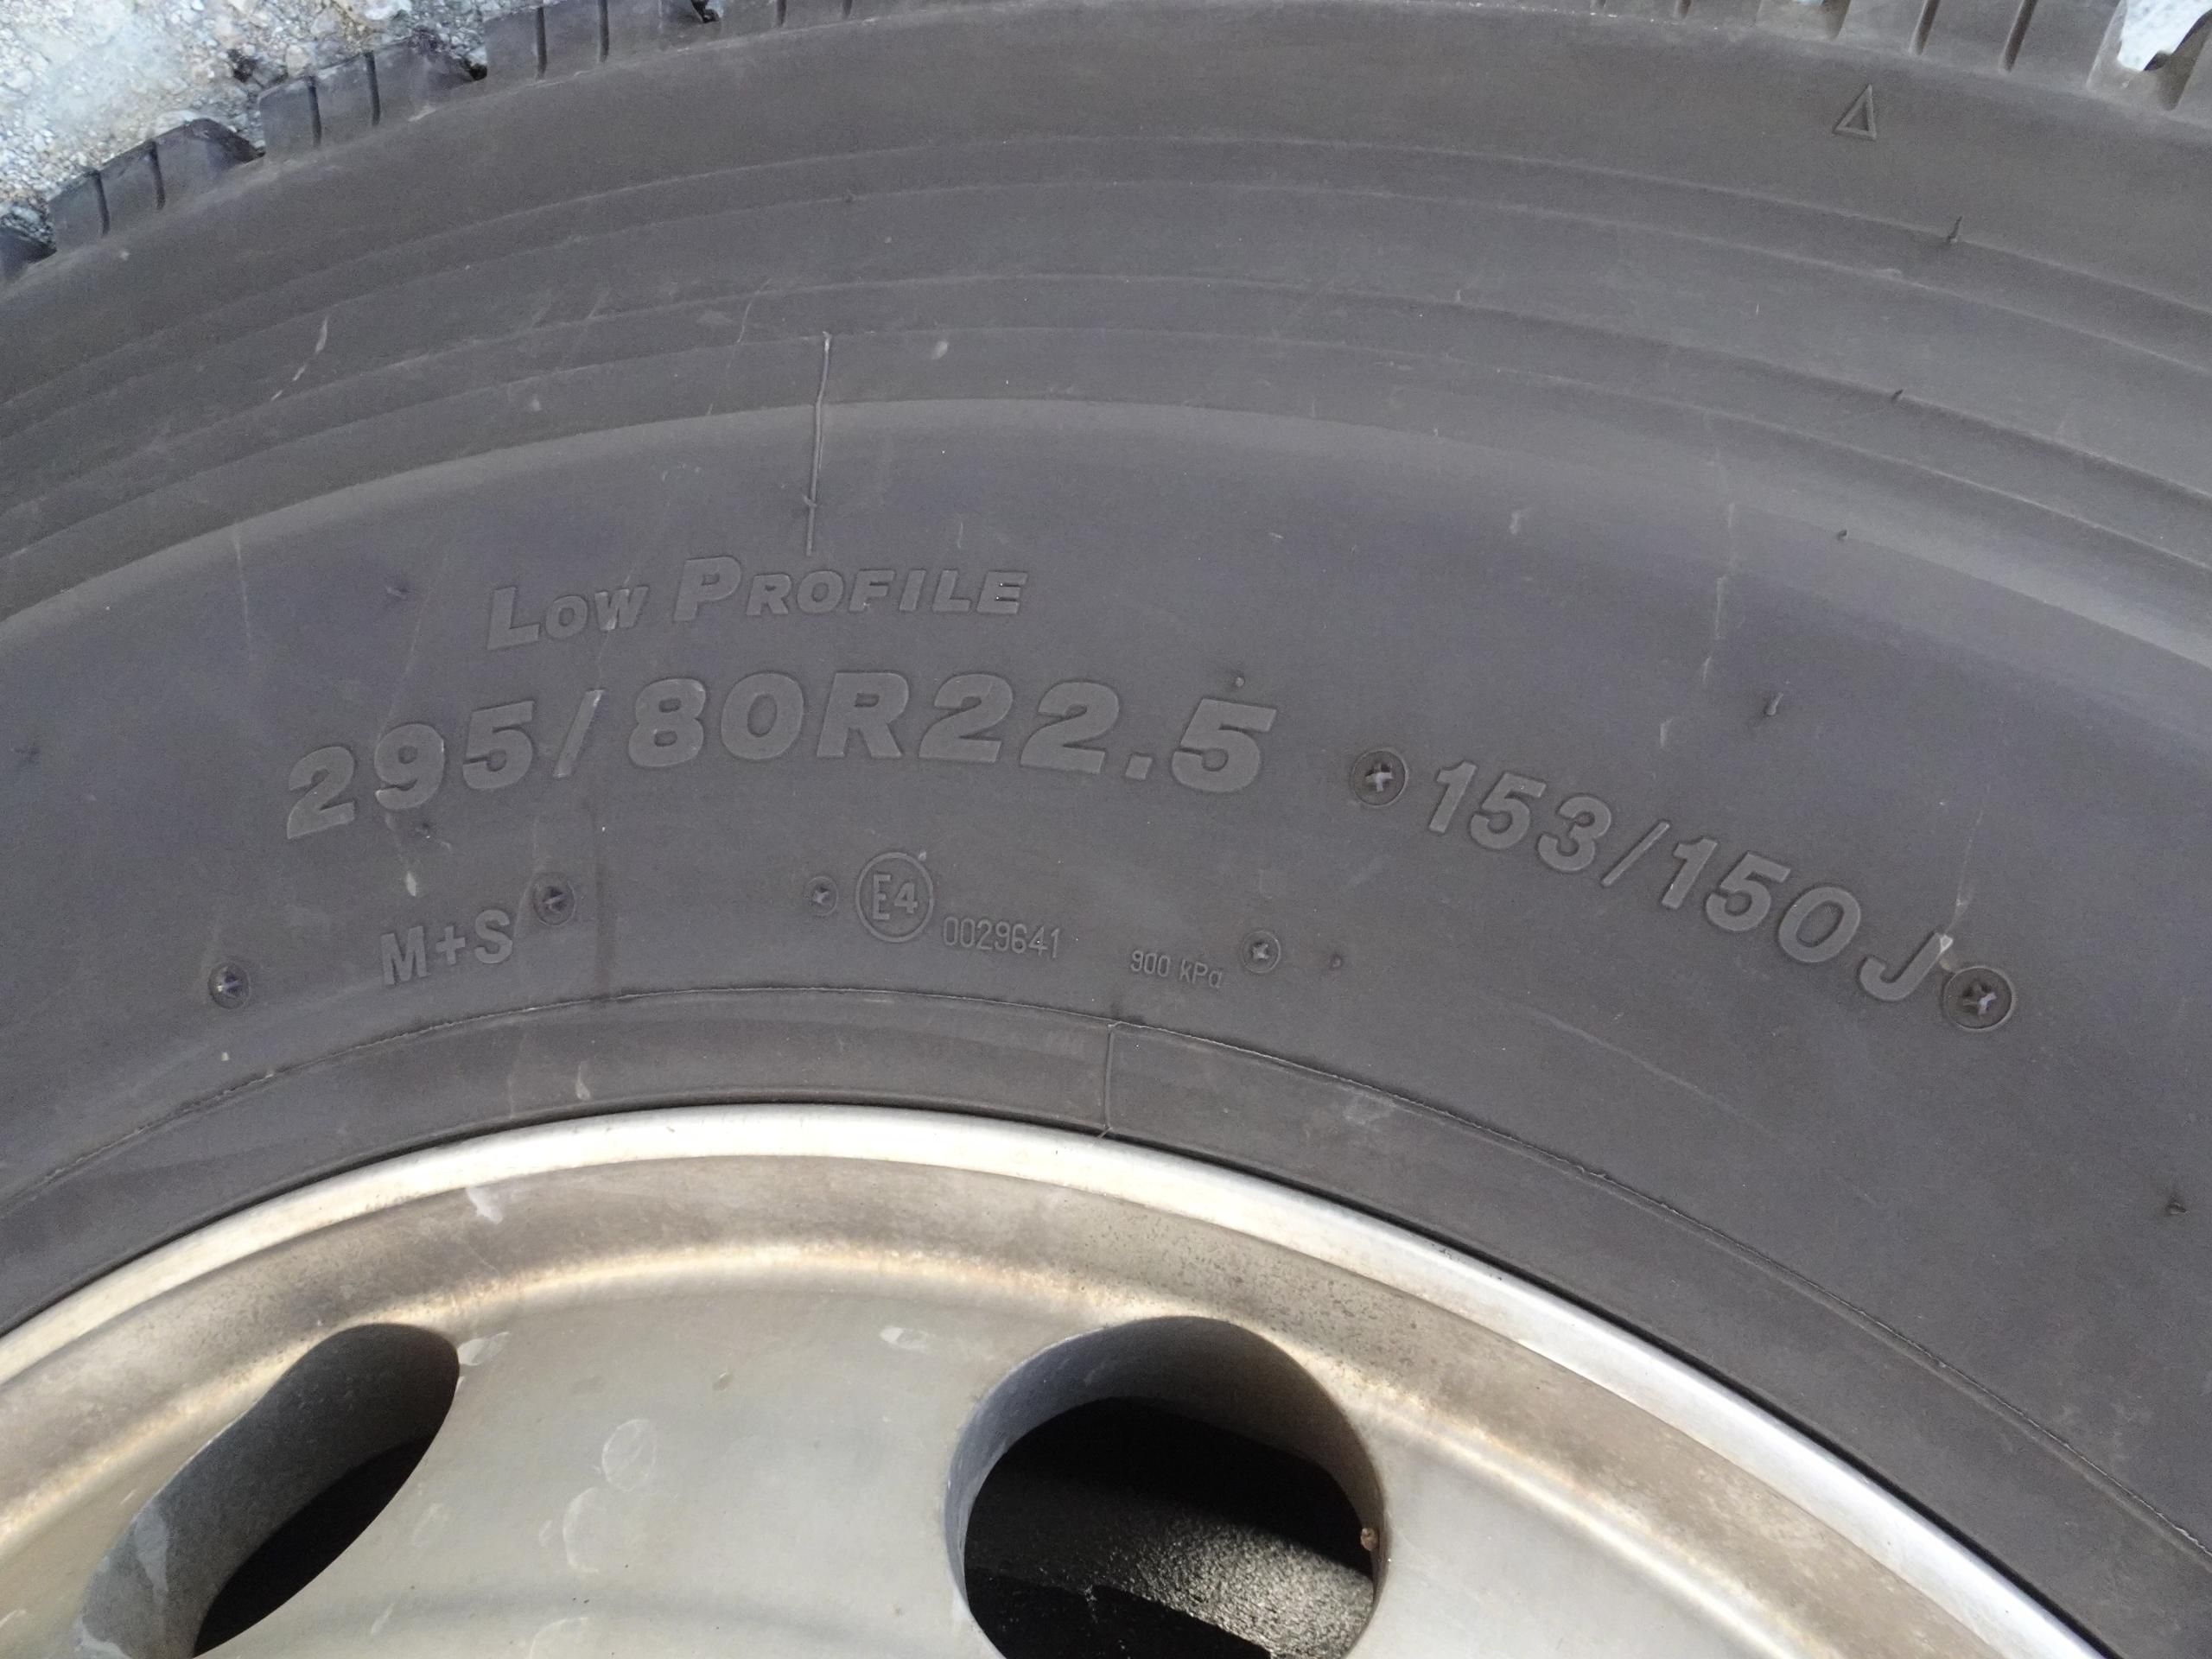 LOW PROFILE
295/80R22.5 153/150J
M+S E4 0029641 900 kPa